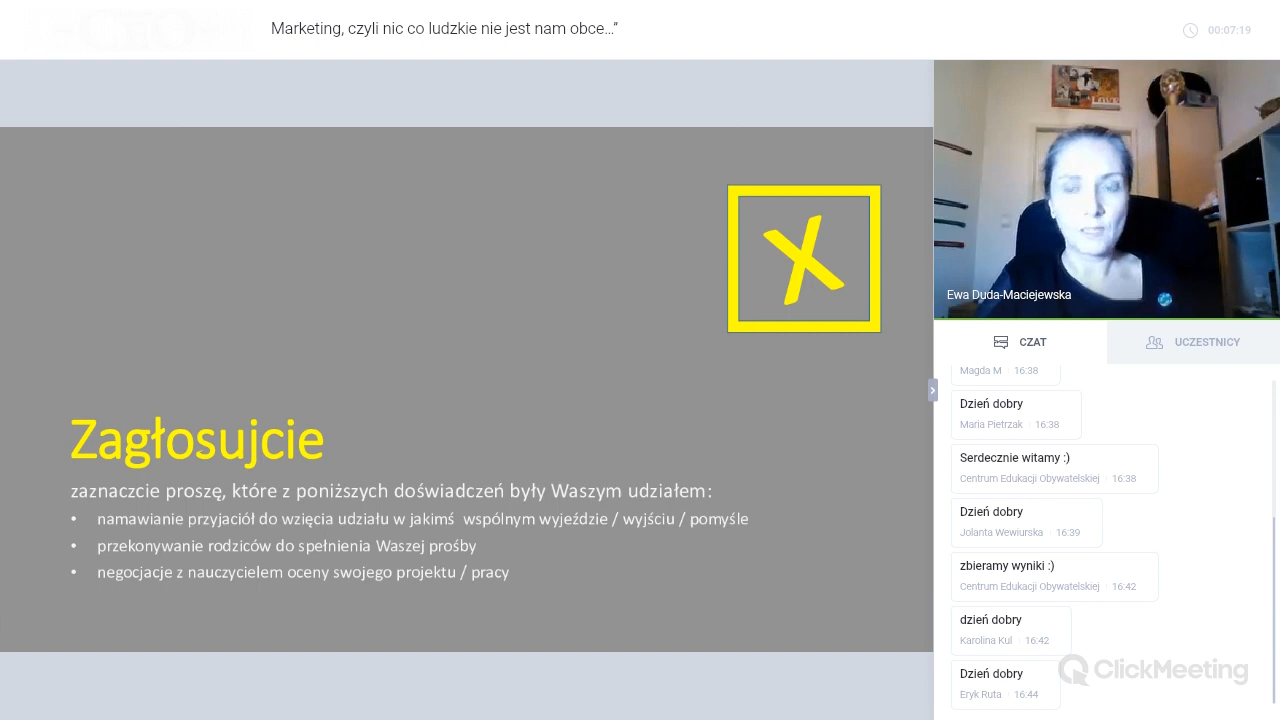 Marketing, czyli nic co ludzkie nie jest nam obce...”
00:07:19
Zagłosujcie
zaznaczcie proszę, które z poniższych doświadczeń były Waszym udziałem:
• namawianie przyjaciół do wzięcia udziału w jakimś wspólnym wyjeździe / wyjściu / pomyśle
• przekonywanie rodziców do spełnienia Waszej prośby
• negocjacje z nauczycielem oceny swojego projektu / pracy
LOVE
Ewa Duda-Maciejewska
CZAT
UCZESTNICY
Magda M 16:38
Dzień dobry
Maria Pietrzak 16:38
Serdecznie witamy :)
Centrum Edukacji Obywatelskiej 16:38
Dzień dobry
Jolanta Wewiurska 16:39
zbieramy wyniki :)
Centrum Edukacji Obywatelskiej 16:42
dzień dobry
Karolina Kul 16:42
Dzień dobry
Eryk Ruta 16:44
ClickMeeting